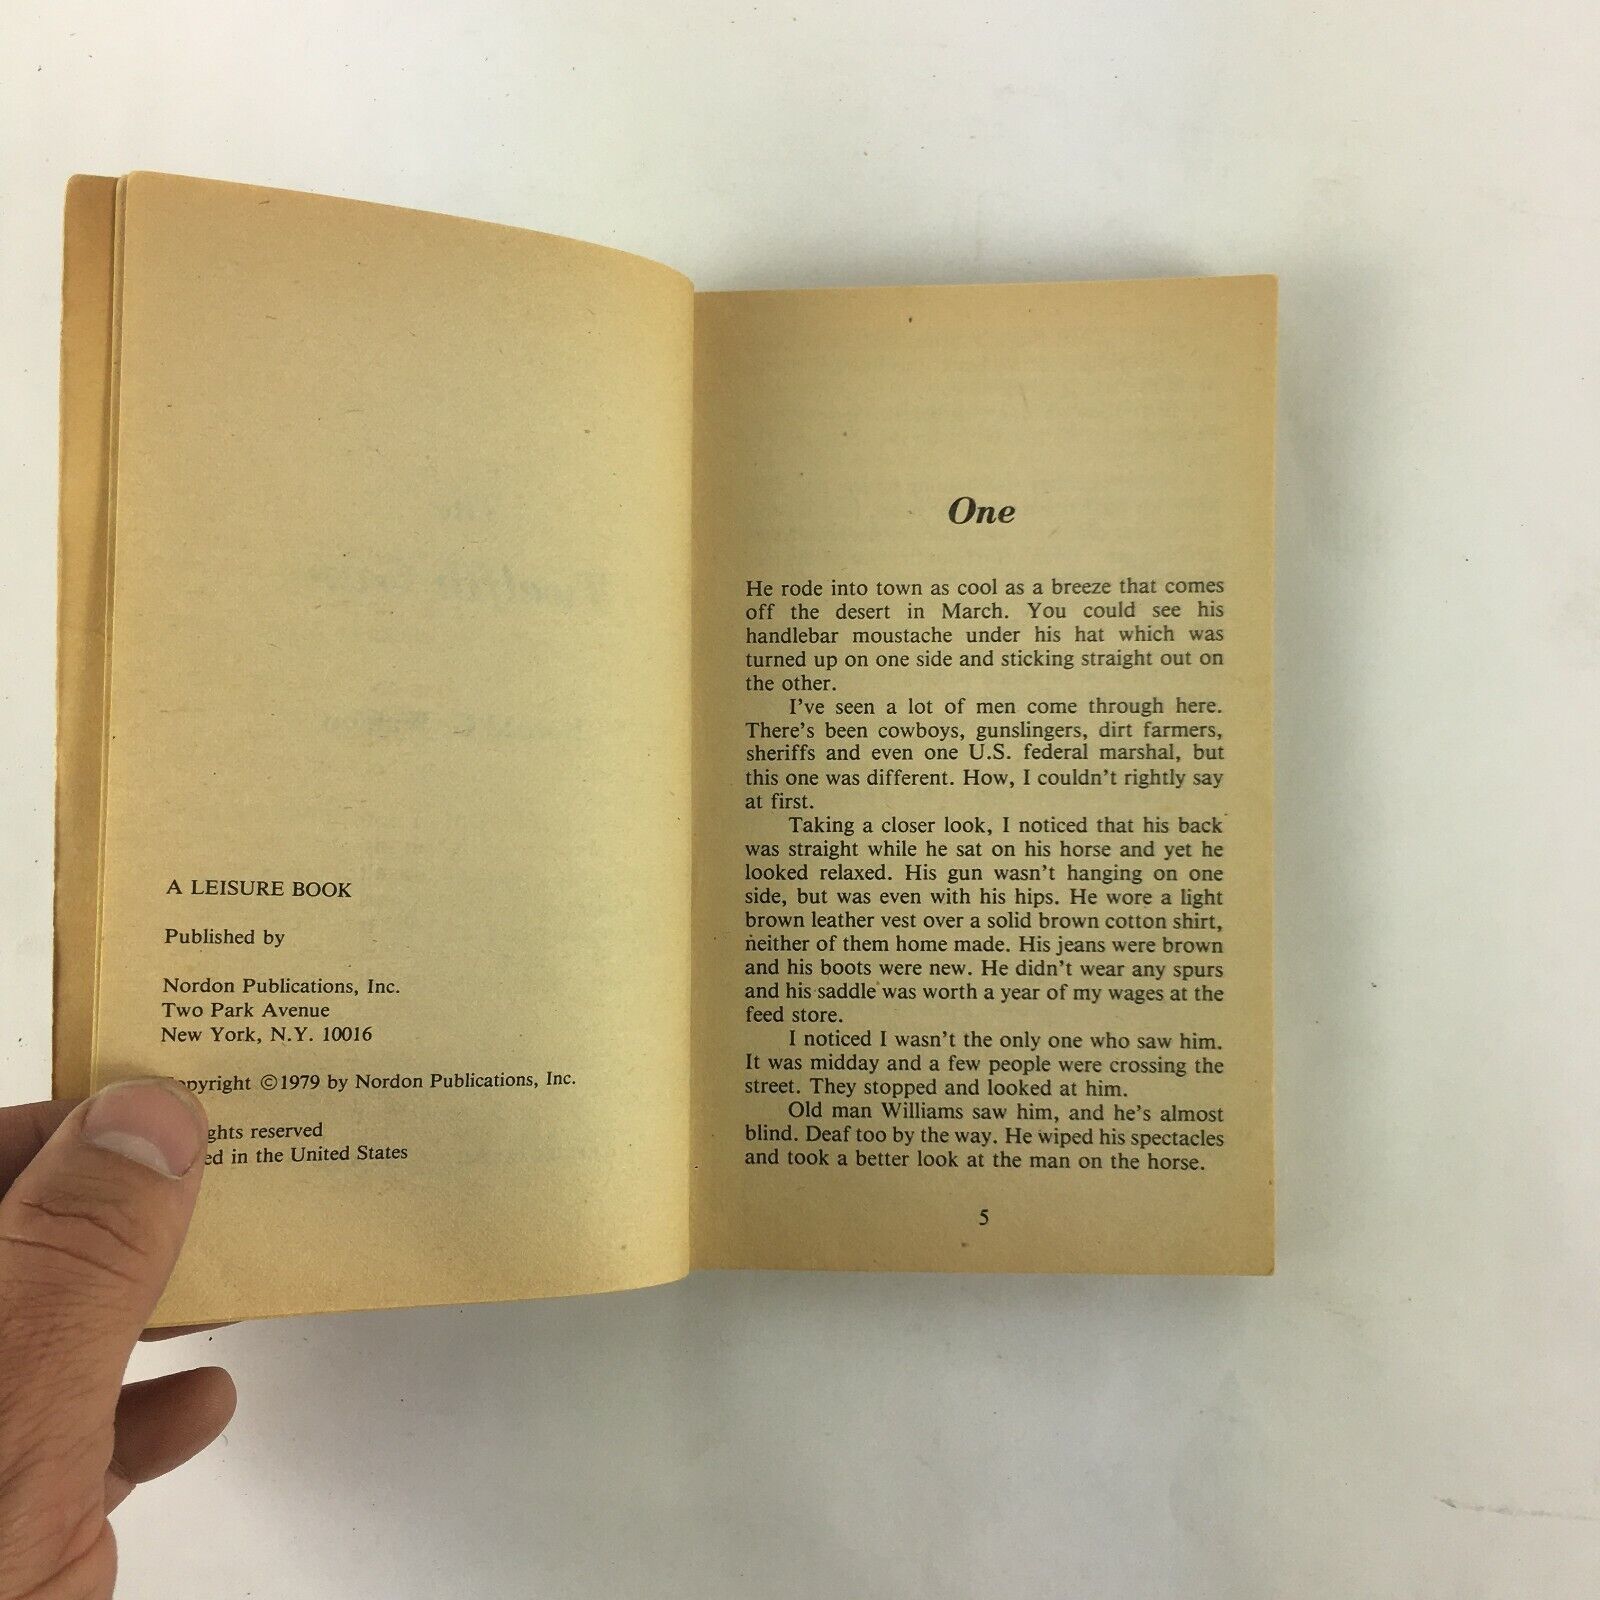 A LEISURE BOOK
Published by
Nordon Publications, Inc.
Two Park Avenue
New York, N.Y. 10016
opyright ©1979 by Nordon Publications, Inc.
ghts reserved
ed in the United States
One
He rode into town as cool as a breeze that comes
off the desert in March. You could see his
handlebar moustache under his hat which was
turned up on one side and sticking straight out on
the other.
I've seen a lot of men come through here.
There's been cowboys, gunslingers, dirt farmers,
sheriffs and even one U.S. federal marshal, but
this one was different. How, I couldn't rightly say
at first.
Taking a closer look, I noticed that his back
was straight while he sat on his horse and yet he
looked relaxed. His gun wasn't hanging on one
side, but was even with his hips. He wore a light
brown leather vest over a solid brown cotton shirt,
neither of them home made. His jeans were brown
and his boots were new. He didn't wear any spurs
and his saddle was worth a year of my wages at the
feed store.
I noticed I wasn't the only one who saw him.
It was midday and a few people were crossing the
street. They stopped and looked at him.
Old man Williams saw him, and he's almost
blind. Deaf too by the way. He wiped his spectacles
and took a better look at the man on the horse.
5